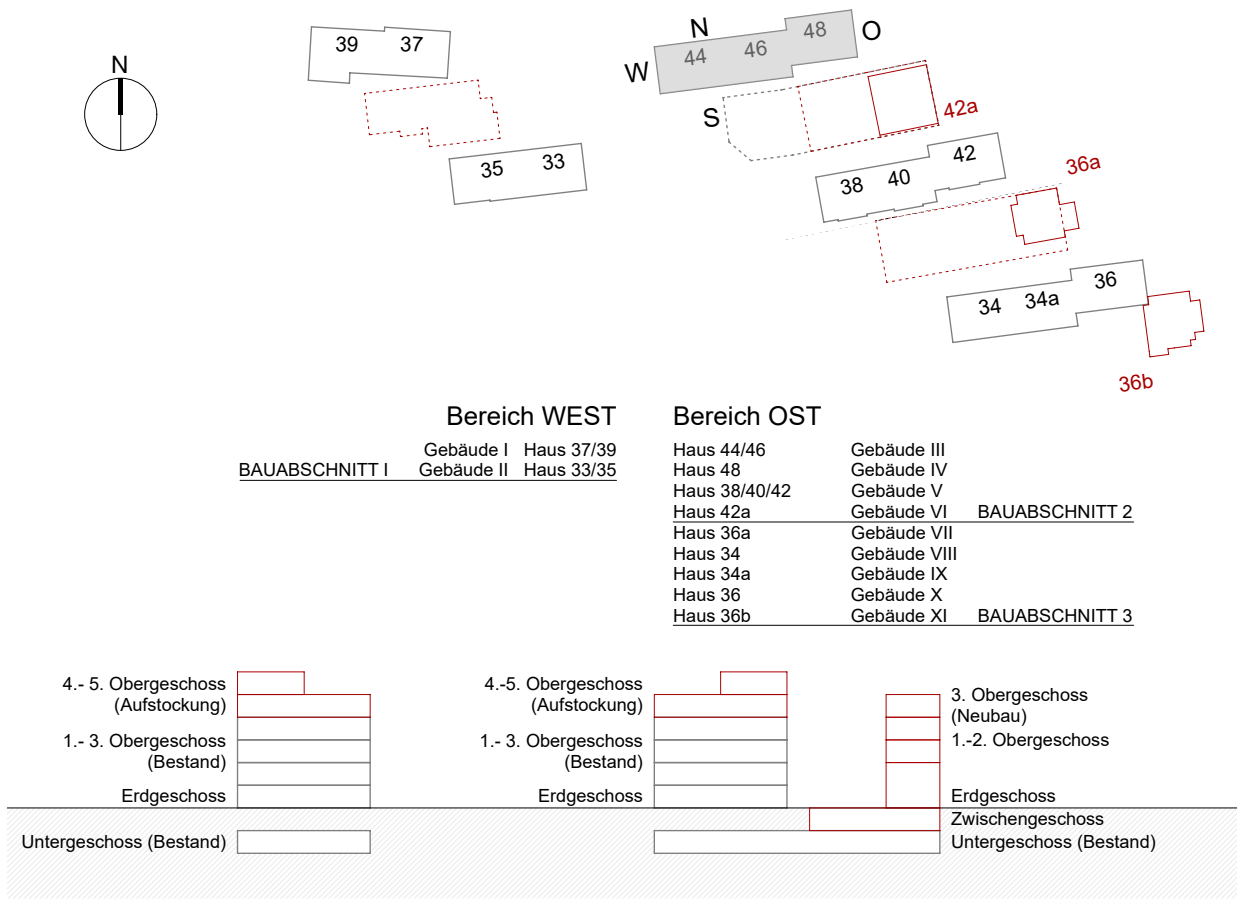 N
39 37
W N O
44 46 48
S
42a
38 40 42
36a
35 33
34 34a 36
36b
Bereich WEST
Gebäude I Haus 37/39
BAUABSCHNITT I Gebäude II Haus 33/35
Bereich OST
Haus 44/46 Gebäude III
Haus 48 Gebäude IV
Haus 38/40/42 Gebäude V
Haus 42a Gebäude VI BAUABSCHNITT 2
Haus 36a Gebäude VII
Haus 34 Gebäude VIII
Haus 34a Gebäude IX
Haus 36 Gebäude X
Haus 36b Gebäude XI BAUABSCHNITT 3
4.- 5. Obergeschoss
(Aufstockung)
1.- 3. Obergeschoss
(Bestand)
Erdgeschoss
Untergeschoss (Bestand)
4.-5. Obergeschoss
(Aufstockung)
1.- 3. Obergeschoss
(Bestand)
Erdgeschoss
3. Obergeschoss
(Neubau)
1.-2. Obergeschoss
Erdgeschoss
Zwischengeschoss
Untergeschoss (Bestand)